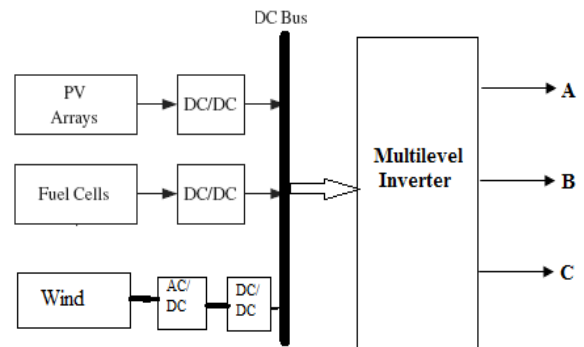 DC Bus
PV
Arrays
DC/DC
Fuel Cells
DC/DC
Wind
AC/
DC
DC/
DC
Multilevel
Inverter
A
B
C